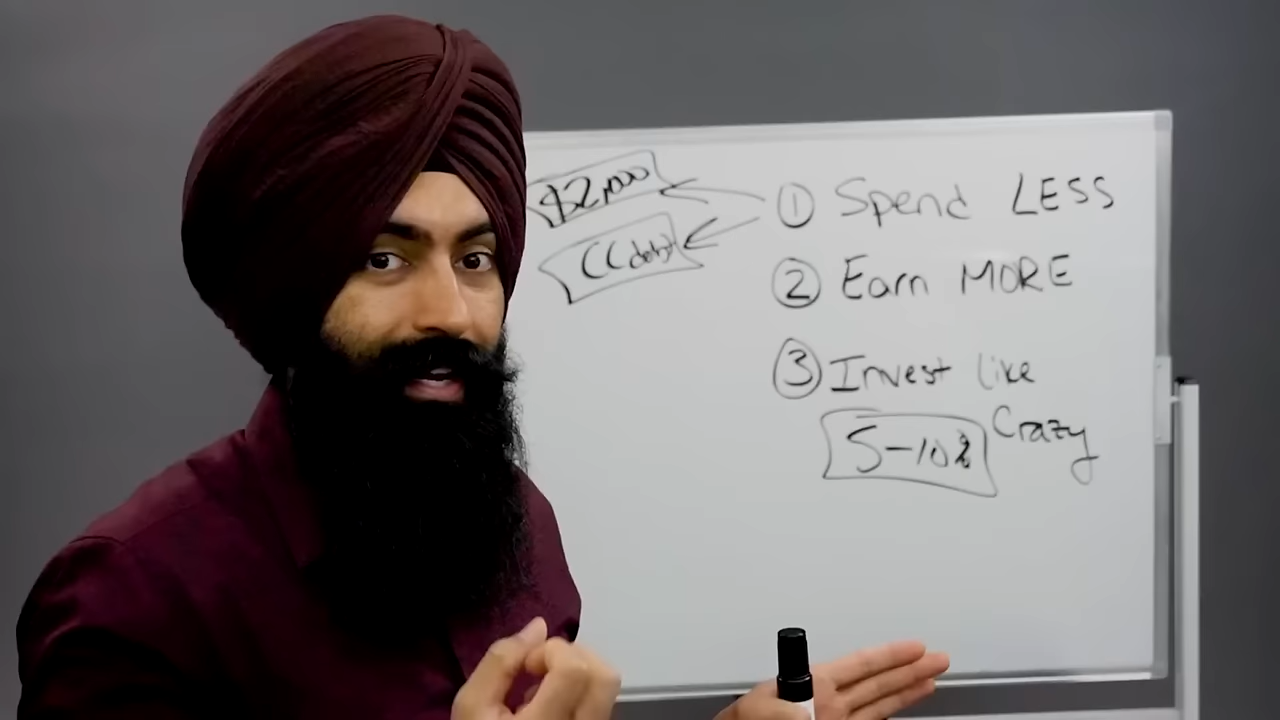 $2,000
CC debt
① Spend LESS
② Earn MORE
③ Invest like
Crazy
5-10%